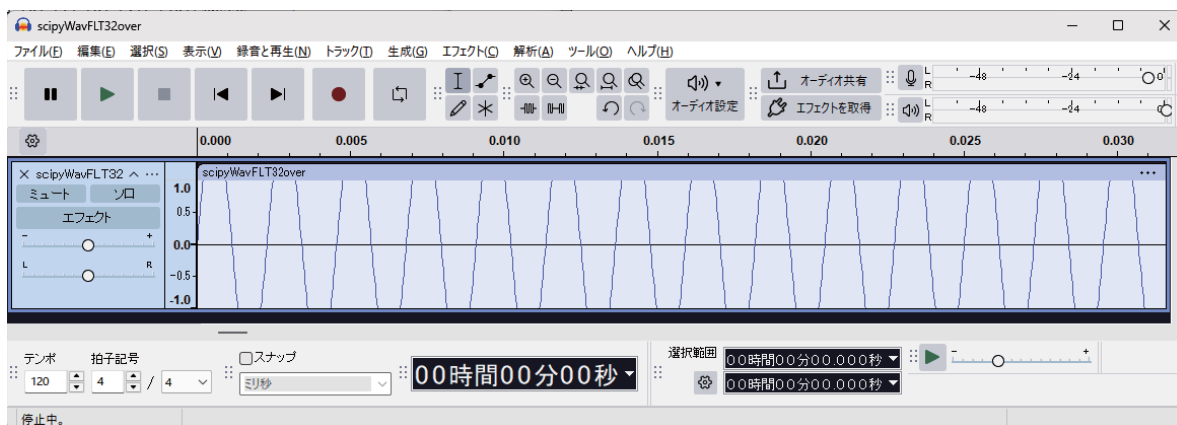 scipyWavFLT32over
ファイル(F) 編集(E) 選択(S) 表示(V) 録音と再生(N) トラック(T) 生成(G) エフェクト(C) 解析(A) ツール(O) ヘルプ(H)
オーディオ設定
オーディオ共有
エフェクトを取得
L R -48 -24 0
L R -48 -24 0
0.000 0.005 0.010 0.015 0.020 0.025 0.030
scipyWavFLT32
ミュート ソロ
エフェクト
- +
L R
1.0
0.5
0.0
-0.5
-1.0
scipyWavFLT32over
テンポ 拍子記号
120 4 / 4
スナップ
ミリ秒
00時間00分00秒
選択範囲
00時間00分00.000秒
00時間00分00.000秒
- +
停止中。